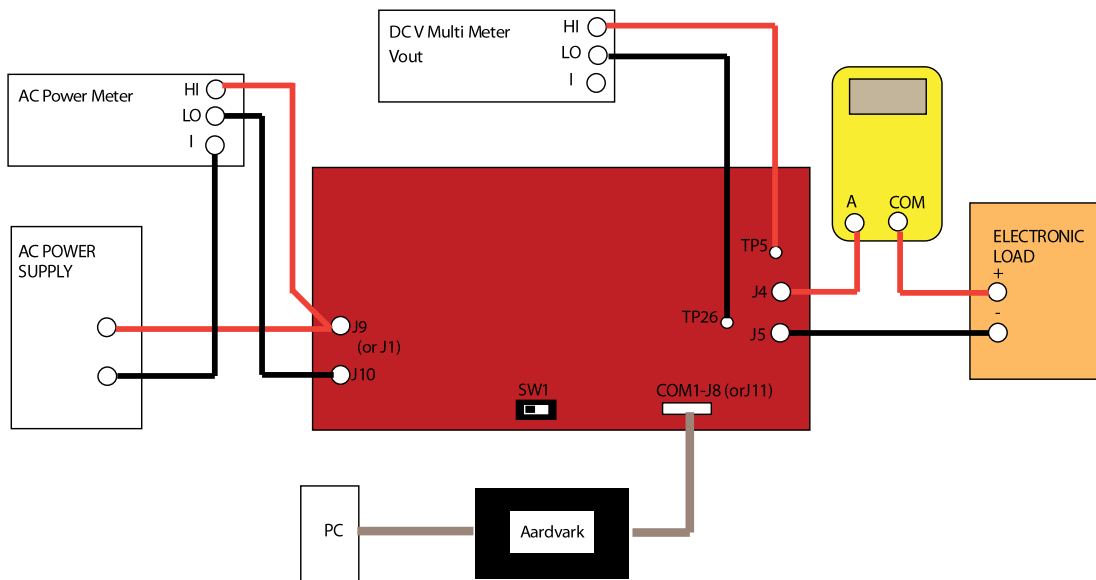 DC V Multi Meter
Vout
HI
LO
I
AC Power Meter
HI
LO
I
A
COM
AC POWER
SUPPLY
ELECTRONIC
LOAD
+
-
TP5
J4
TP26
J5
J9
(or J1)
J10
SW1
COM1-J8 (orJ11)
PC
Aardvark